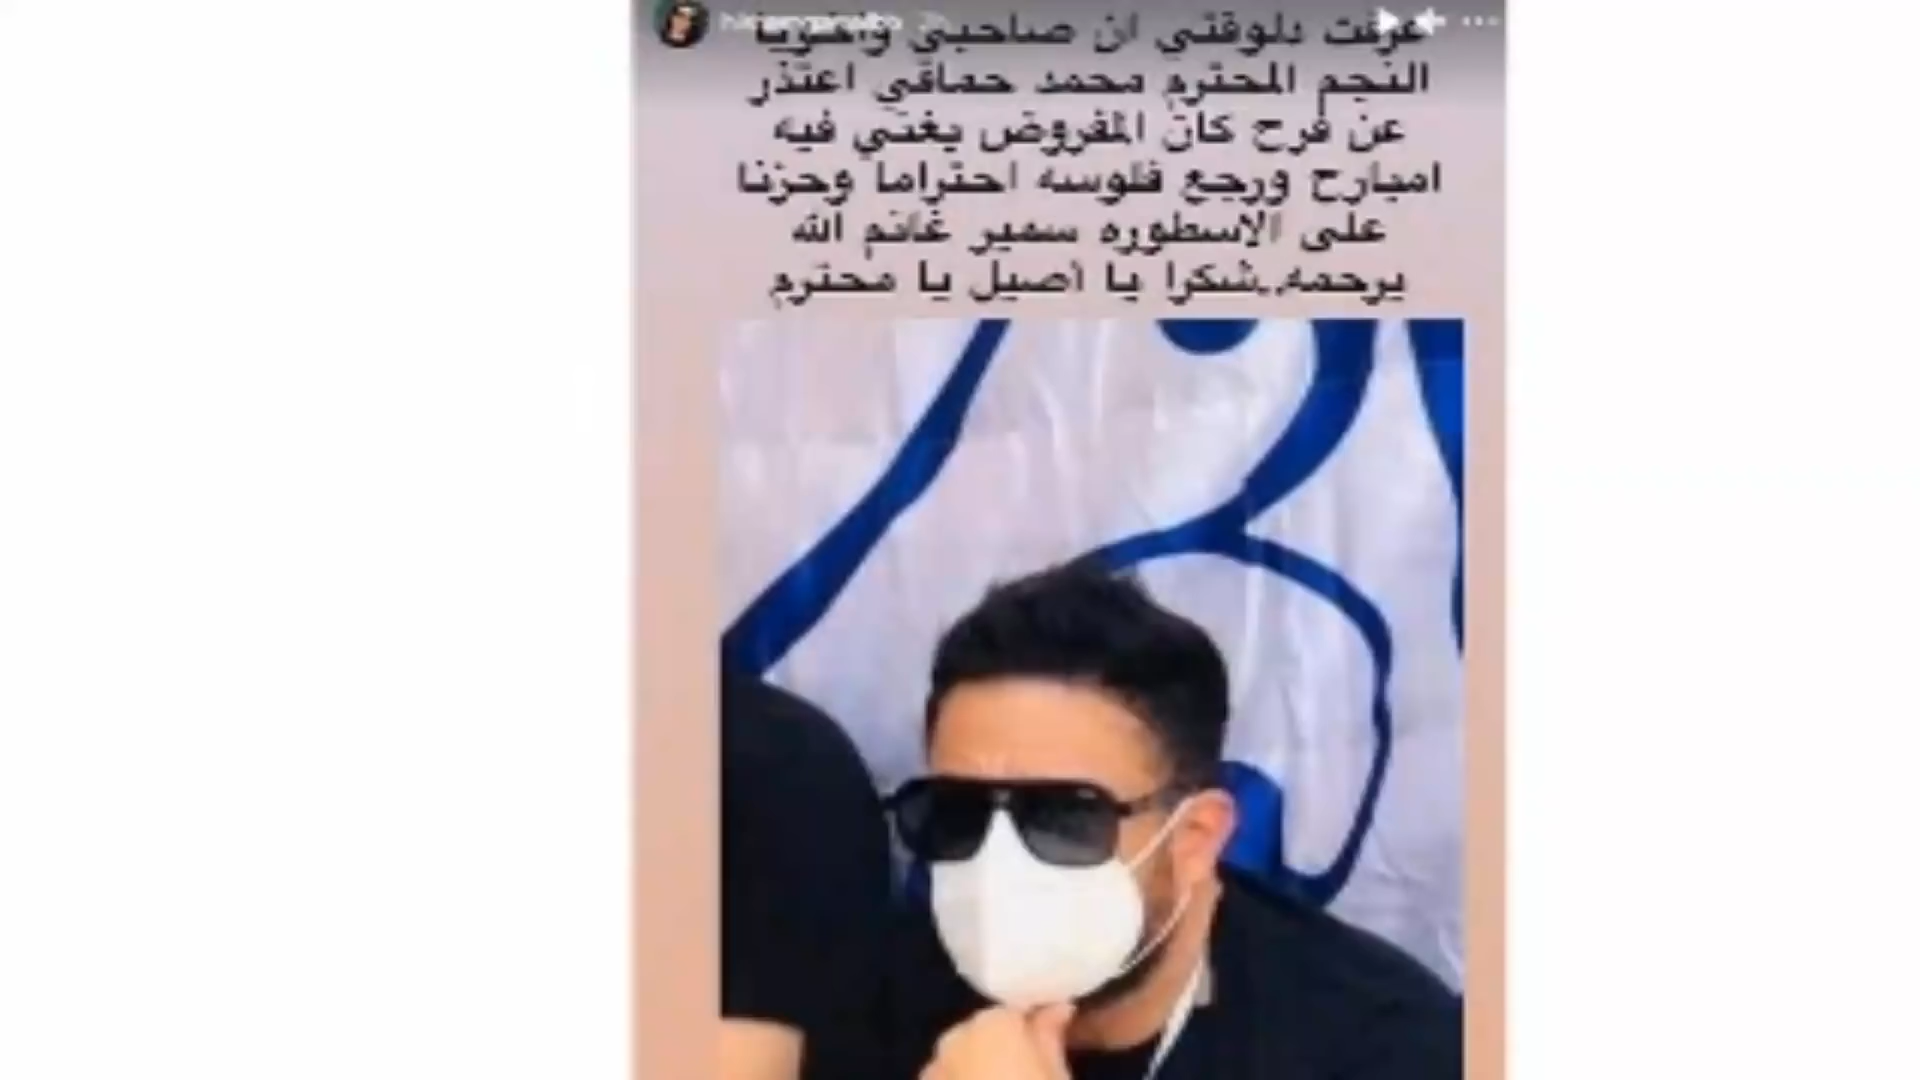 عرفت دلوقتي ان صاحبي واخويا
النجم المحترم محمد حماقي اعتذر
عن فرح كان المفروض يغني فيه
امبارح ورجع فلوسه احتراما وحزنا
على الاسطوره سمير غانم الله
يرحمه..شكرا يا أصيل يا محترم